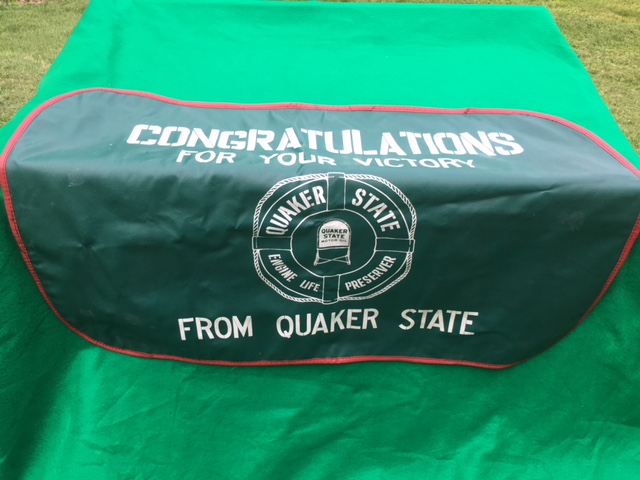 CONGRATULATIONS
FOR YOUR VICTORY
QUAKER STATE
QUAKER
STATE
MOTOR OIL
ENGINE LIFE PRESERVER
FROM QUAKER STATE